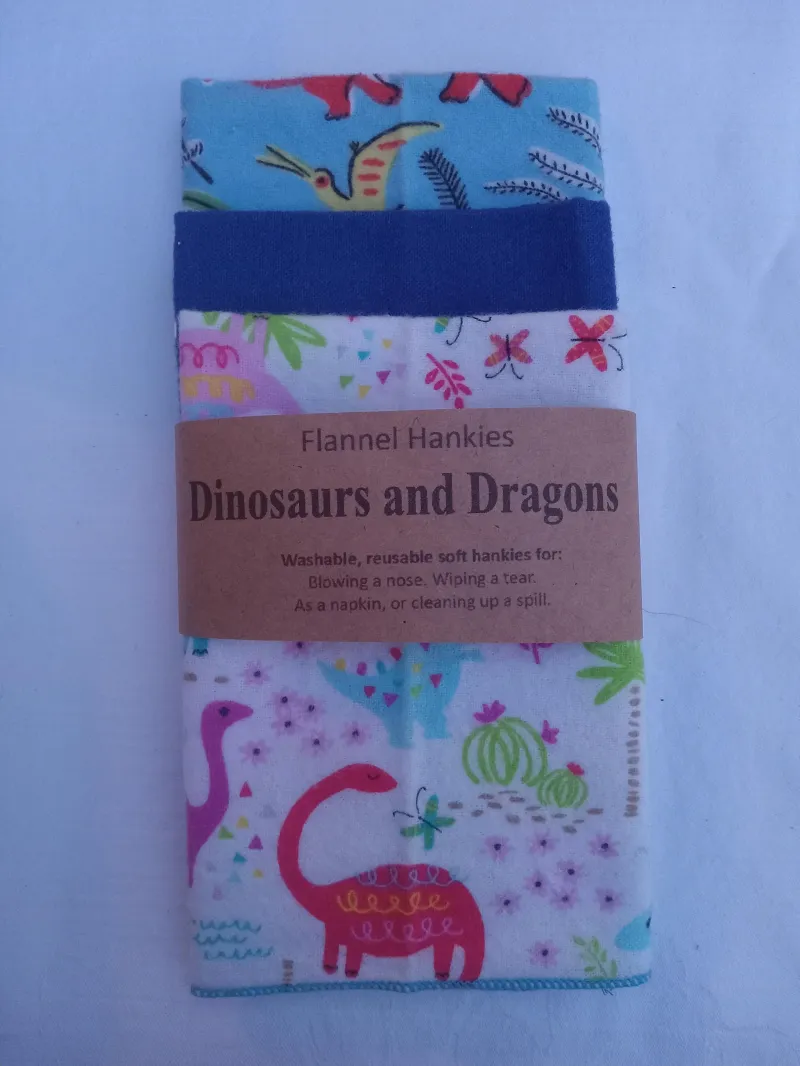 Flannel Hankies
Dinosaurs and Dragons
Washable, reusable soft hankies for:
Blowing a nose. Wiping a tear.
As a napkin, or cleaning up a spill.